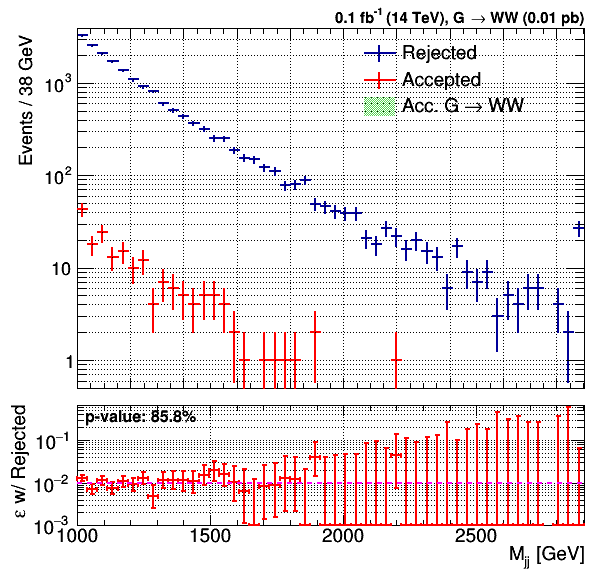 0.1 fb⁻¹ (14 TeV), G → WW (0.01 pb)
Events / 38 GeV
Rejected
Accepted
Acc. G → WW
10³
10²
10
1
p-value: 85.8%
ε w/ Rejected
10⁻¹
10⁻²
10⁻³
1000 1500 2000 2500
M_jj [GeV]